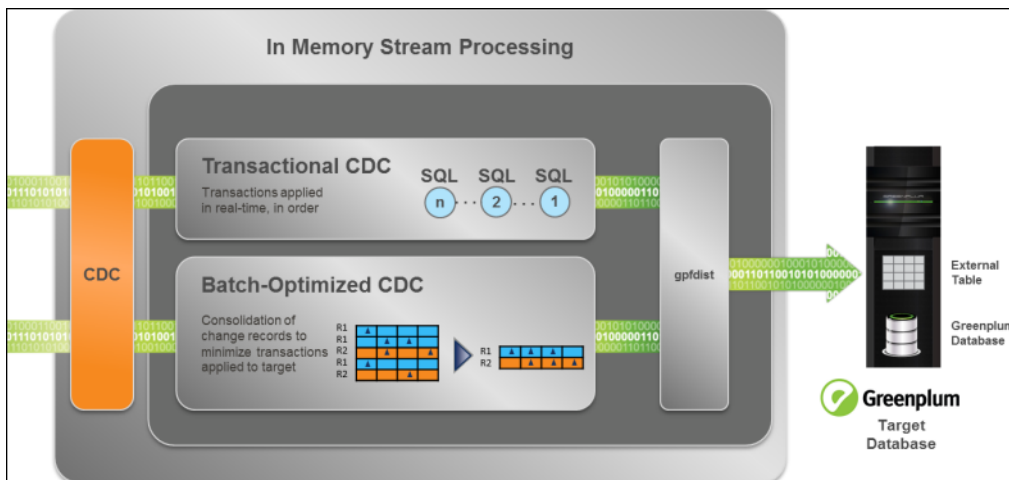 In Memory Stream Processing
CDC
Transactional CDC
Transactions applied
in real-time, in order
SQL SQL SQL
n ... 2 ... 1
Batch-Optimized CDC
Consolidation of
change records to
minimize transactions
applied to target
R1
R1
R2
R1
R2
R1
R2
gpfdist
External
Table
Greenplum
Database
Greenplum
Target
Database